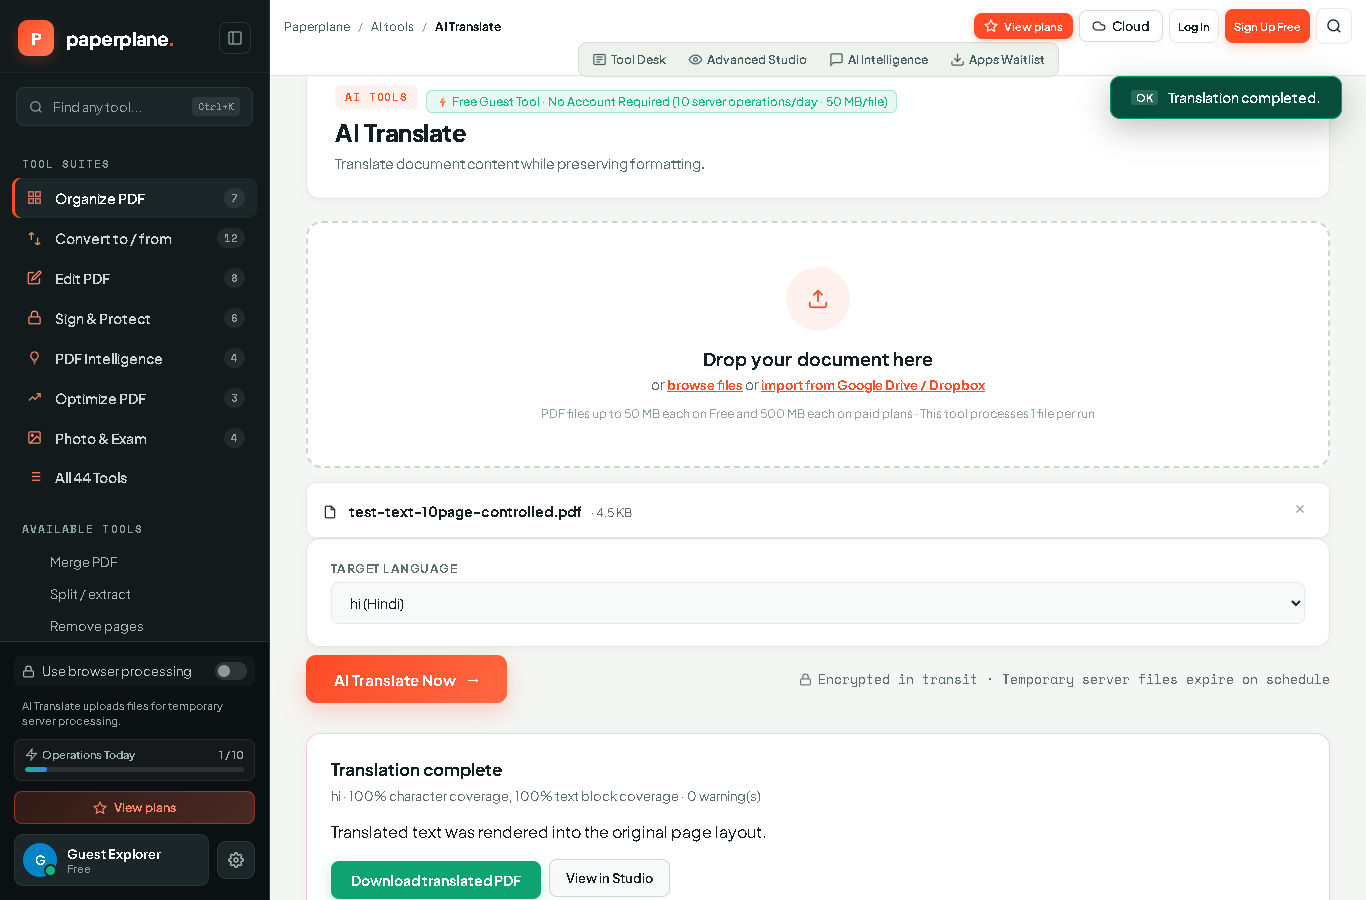 P paperplane.
Find any tool... Ctrl+K
TOOL SUITES
Organize PDF 7
Convert to / from 12
Edit PDF 8
Sign & Protect 6
PDF Intelligence 4
Optimize PDF 3
Photo & Exam 4
All 44 Tools
AVAILABLE TOOLS
Merge PDF
Split / extract
Remove pages
Use browser processing
AI Translate uploads files for temporary
server processing.
Operations Today 1 / 10
View plans
G Guest Explorer
Free
Paperplane / AI tools / AI Translate
View plans Cloud Log In Sign Up Free
Tool Desk Advanced Studio AI Intelligence Apps Waitlist
OK Translation completed.
AI TOOLS Free Guest Tool · No Account Required (10 server operations/day · 50 MB/file)
AI Translate
Translate document content while preserving formatting.
Drop your document here
or browse files or import from Google Drive / Dropbox
PDF files up to 50 MB each on Free and 500 MB each on paid plans · This tool processes 1 file per run
test-text-10page-controlled.pdf · 4.5 KB ×
TARGET LANGUAGE
hi (Hindi)
AI Translate Now →
Encrypted in transit · Temporary server files expire on schedule
Translation complete
hi · 100% character coverage, 100% text block coverage · 0 warning(s)
Translated text was rendered into the original page layout.
Download translated PDF View in Studio